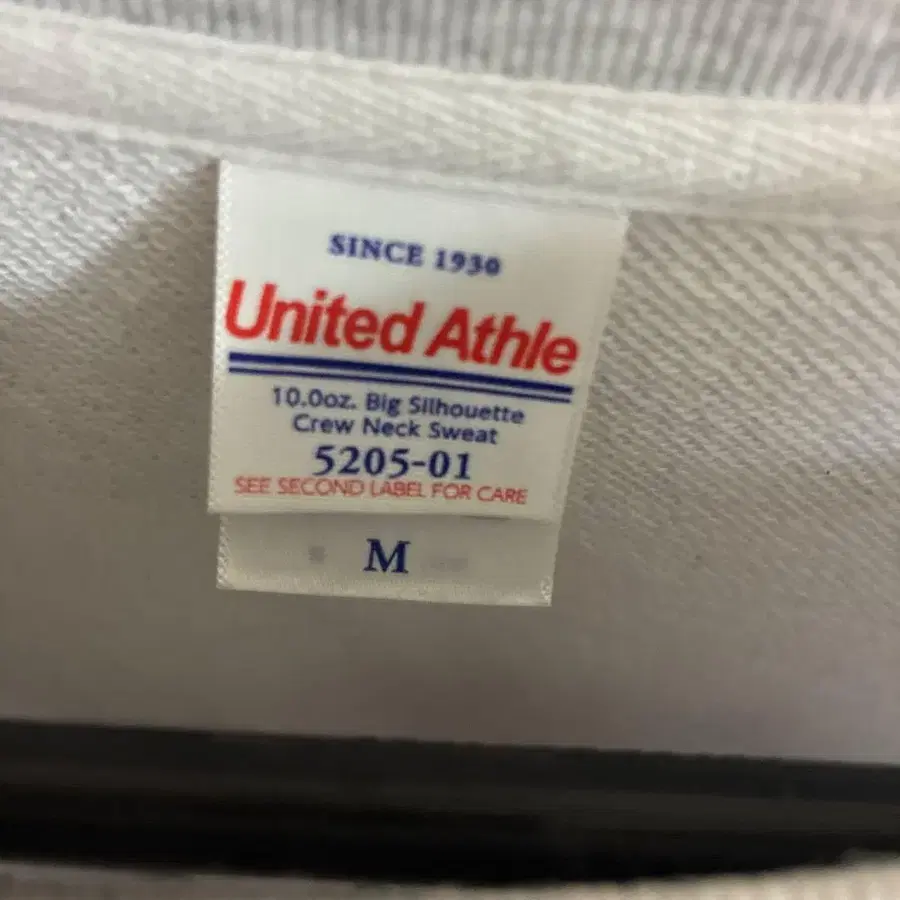 SINCE 1930
United Athle
10.0oz. Big Silhouette
Crew Neck Sweat
5205-01
SEE SECOND LABEL FOR CARE
M